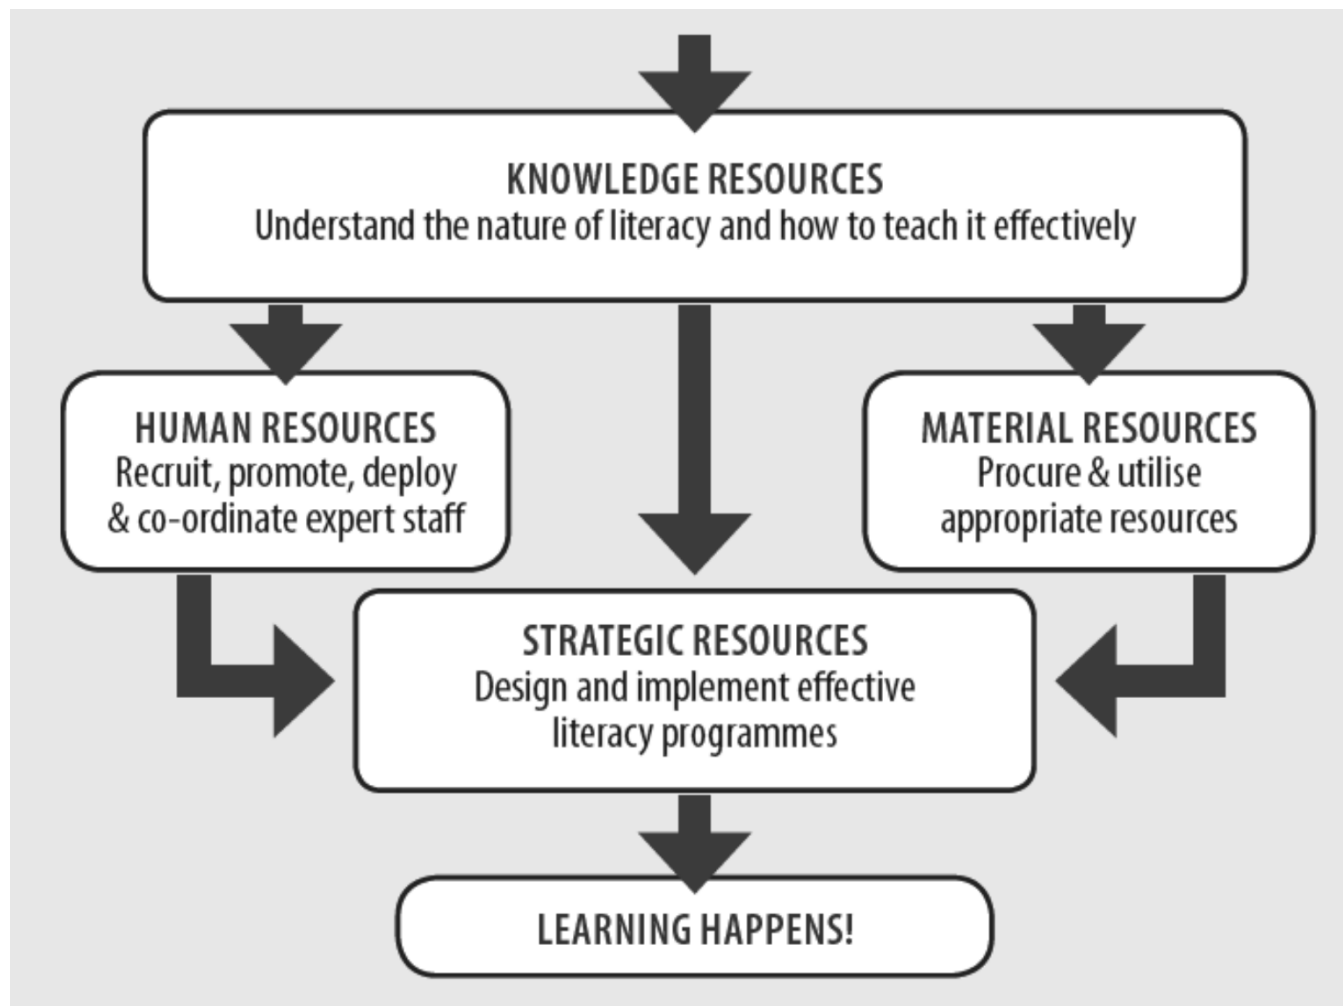 KNOWLEDGE RESOURCES
Understand the nature of literacy and how to teach it effectively
HUMAN RESOURCES
Recruit, promote, deploy
& co-ordinate expert staff
MATERIAL RESOURCES
Procure & utilise
appropriate resources
STRATEGIC RESOURCES
Design and implement effective
literacy programmes
LEARNING HAPPENS!